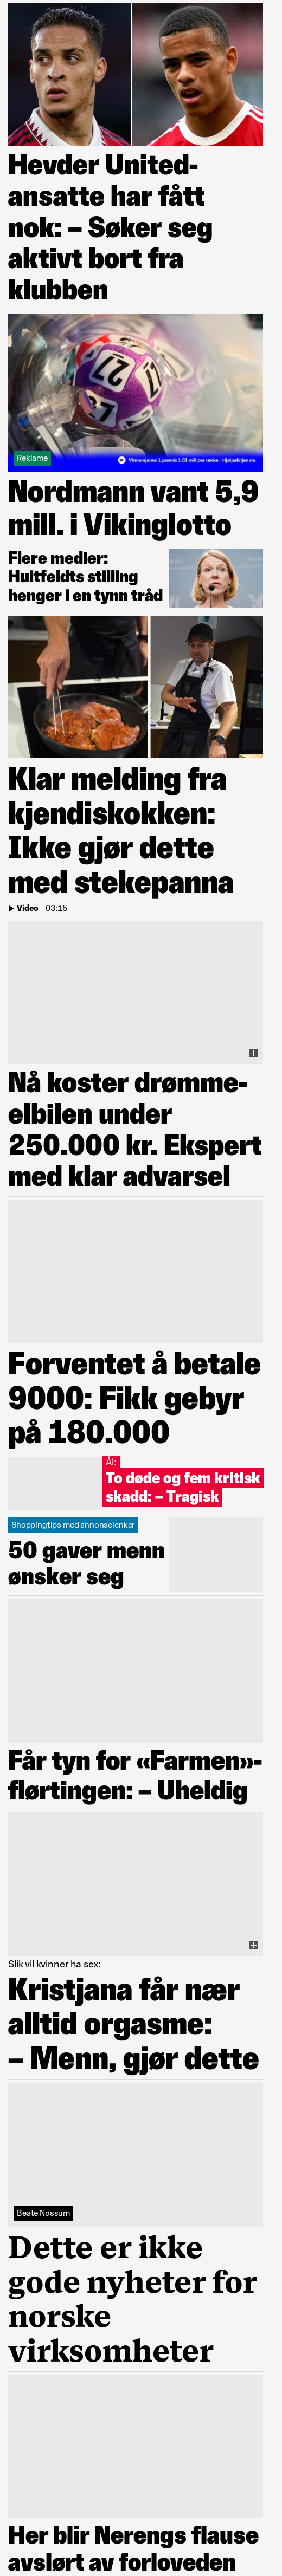 Hevder United-
ansatte har fått
nok: – Søker seg
aktivt bort fra
klubben
27
Reklame
Vinnersjanse 1.premie 1:61 mill per rekke - Hjelpelinjen.no
Nordmann vant 5,9
mill. i Vikinglotto
Flere medier:
Huitfeldts stilling
henger i en tynn tråd
Klar melding fra
kjendiskokken:
Ikke gjør dette
med stekepanna
Video | 03:15
Nå koster drømme-
elbilen under
250.000 kr. Ekspert
med klar advarsel
Forventet å betale
9000: Fikk gebyr
på 180.000
Ål:
To døde og fem kritisk
skadd: – Tragisk
Shoppingtips med annonselenker
50 gaver menn
ønsker seg
Får tyn for «Farmen»-
flørtingen: – Uheldig
Slik vil kvinner ha sex:
Kristjana får nær
alltid orgasme:
– Menn, gjør dette
Beate Nossum
Dette er ikke
gode nyheter for
norske
virksomheter
Her blir Nerengs flause
avslørt av forloveden